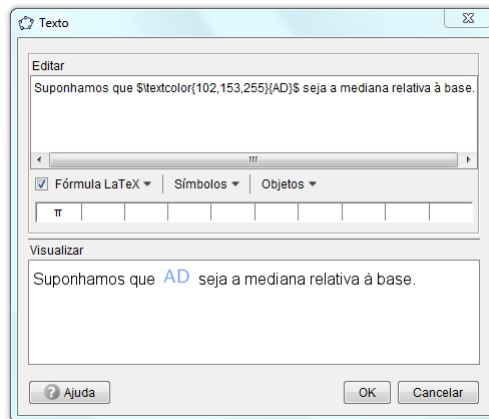 Texto
Editar
Suponhamos que $\textcolor{102,153,255}{AD}$ seja a mediana relativa à base.
Fórmula LaTeX Símbolos Objetos
π
Visualizar
Suponhamos que AD seja a mediana relativa à base.
Ajuda OK Cancelar